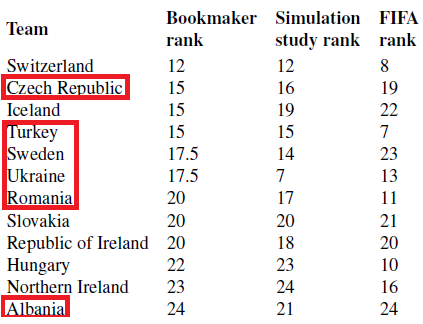 Team Bookmaker rank Simulation study rank FIFA rank
Switzerland 12 12 8
Czech Republic 15 16 19
Iceland 15 19 22
Turkey 15 15 7
Sweden 17.5 14 23
Ukraine 17.5 7 13
Romania 20 17 11
Slovakia 20 20 21
Republic of Ireland 20 18 20
Hungary 22 23 10
Northern Ireland 23 24 16
Albania 24 21 24